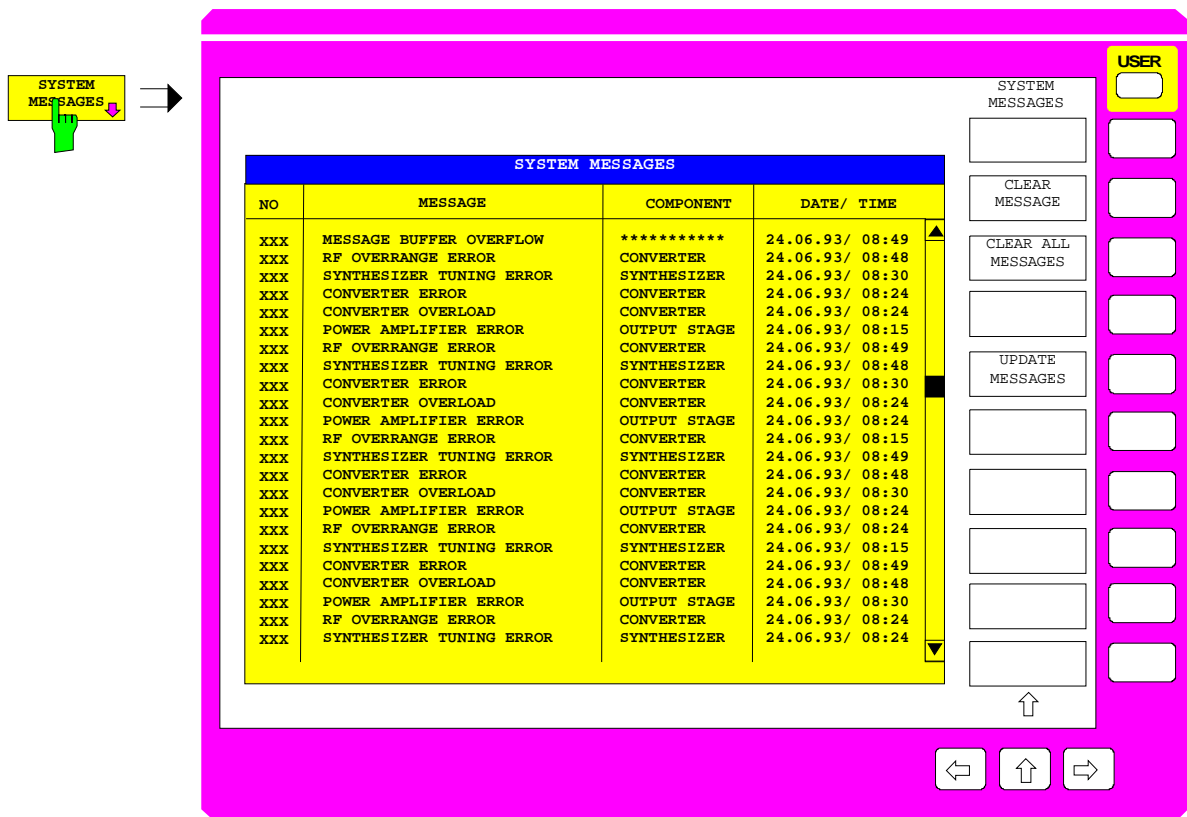 SYSTEM
MESSAGES
USER
SYSTEM
MESSAGES
SYSTEM MESSAGES
NO MESSAGE COMPONENT DATE/ TIME
XXX MESSAGE BUFFER OVERFLOW *********** 24.06.93/ 08:49
XXX RF OVERRANGE ERROR CONVERTER 24.06.93/ 08:48
XXX SYNTHESIZER TUNING ERROR SYNTHESIZER 24.06.93/ 08:30
XXX CONVERTER ERROR CONVERTER 24.06.93/ 08:24
XXX CONVERTER OVERLOAD CONVERTER 24.06.93/ 08:24
XXX POWER AMPLIFIER ERROR OUTPUT STAGE 24.06.93/ 08:15
XXX RF OVERRANGE ERROR CONVERTER 24.06.93/ 08:49
XXX SYNTHESIZER TUNING ERROR SYNTHESIZER 24.06.93/ 08:48
XXX CONVERTER ERROR CONVERTER 24.06.93/ 08:30
XXX CONVERTER OVERLOAD CONVERTER 24.06.93/ 08:24
XXX POWER AMPLIFIER ERROR OUTPUT STAGE 24.06.93/ 08:24
XXX RF OVERRANGE ERROR CONVERTER 24.06.93/ 08:15
XXX SYNTHESIZER TUNING ERROR SYNTHESIZER 24.06.93/ 08:49
XXX CONVERTER ERROR CONVERTER 24.06.93/ 08:48
XXX CONVERTER OVERLOAD CONVERTER 24.06.93/ 08:30
XXX POWER AMPLIFIER ERROR OUTPUT STAGE 24.06.93/ 08:24
XXX RF OVERRANGE ERROR CONVERTER 24.06.93/ 08:24
XXX SYNTHESIZER TUNING ERROR SYNTHESIZER 24.06.93/ 08:15
XXX CONVERTER ERROR CONVERTER 24.06.93/ 08:49
XXX CONVERTER OVERLOAD CONVERTER 24.06.93/ 08:48
XXX POWER AMPLIFIER ERROR OUTPUT STAGE 24.06.93/ 08:30
XXX RF OVERRANGE ERROR CONVERTER 24.06.93/ 08:24
XXX SYNTHESIZER TUNING ERROR SYNTHESIZER 24.06.93/ 08:24
CLEAR
MESSAGE
CLEAR ALL
MESSAGES
UPDATE
MESSAGES